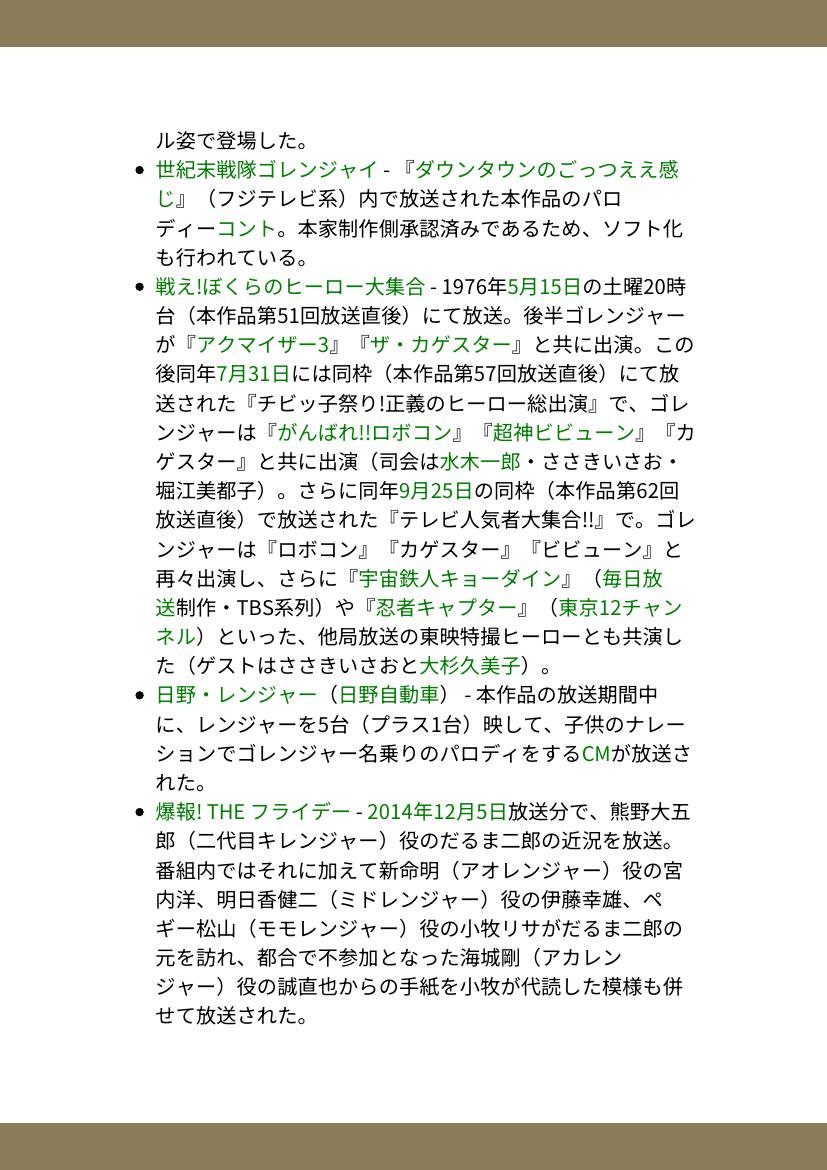 ル姿で登場した。
• 世紀末戦隊ゴレンジャイ - 『ダウンタウンのごっつええ感
じ』（フジテレビ系）内で放送された本作品のパロ
ディーコント。本家制作側承認済みであるため、ソフト化
も行われている。
• 戦え!ぼくらのヒーロー大集合 - 1976年5月15日の土曜20時
台（本作品第51回放送直後）にて放送。後半ゴレンジャー
が『アクマイザー3』『ザ・カゲスター』と共に出演。この
後同年7月31日には同枠（本作品第57回放送直後）にて放
送された『チビッ子祭り!正義のヒーロー総出演』で、ゴレ
ンジャーは『がんばれ!!ロボコン』『超神ビビューン』『カ
ゲスター』と共に出演（司会は水木一郎・ささきいさお・
堀江美都子）。さらに同年9月25日の同枠（本作品第62回
放送直後）で放送された『テレビ人気者大集合!!』で。ゴレ
ンジャーは『ロボコン』『カゲスター』『ビビューン』と
再々出演し、さらに『宇宙鉄人キョーダイン』（毎日放
送制作・TBS系列）や『忍者キャプター』（東京12チャン
ネル）といった、他局放送の東映特撮ヒーローとも共演し
た（ゲストはささきいさおと大杉久美子）。
• 日野・レンジャー（日野自動車） - 本作品の放送期間中
に、レンジャーを5台（プラス1台）映して、子供のナレー
ションでゴレンジャー名乗りのパロディをするCMが放送さ
れた。
• 爆報! THE フライデー - 2014年12月5日放送分で、熊野大五
郎（二代目キレンジャー）役のだるま二郎の近況を放送。
番組内ではそれに加えて新命明（アオレンジャー）役の宮
内洋、明日香健二（ミドレンジャー）役の伊藤幸雄、ペ
ギー松山（モモレンジャー）役の小牧リサがだるま二郎の
元を訪れ、都合で不参加となった海城剛（アカレン
ジャー）役の誠直也からの手紙を小牧が代読した模様も併
せて放送された。